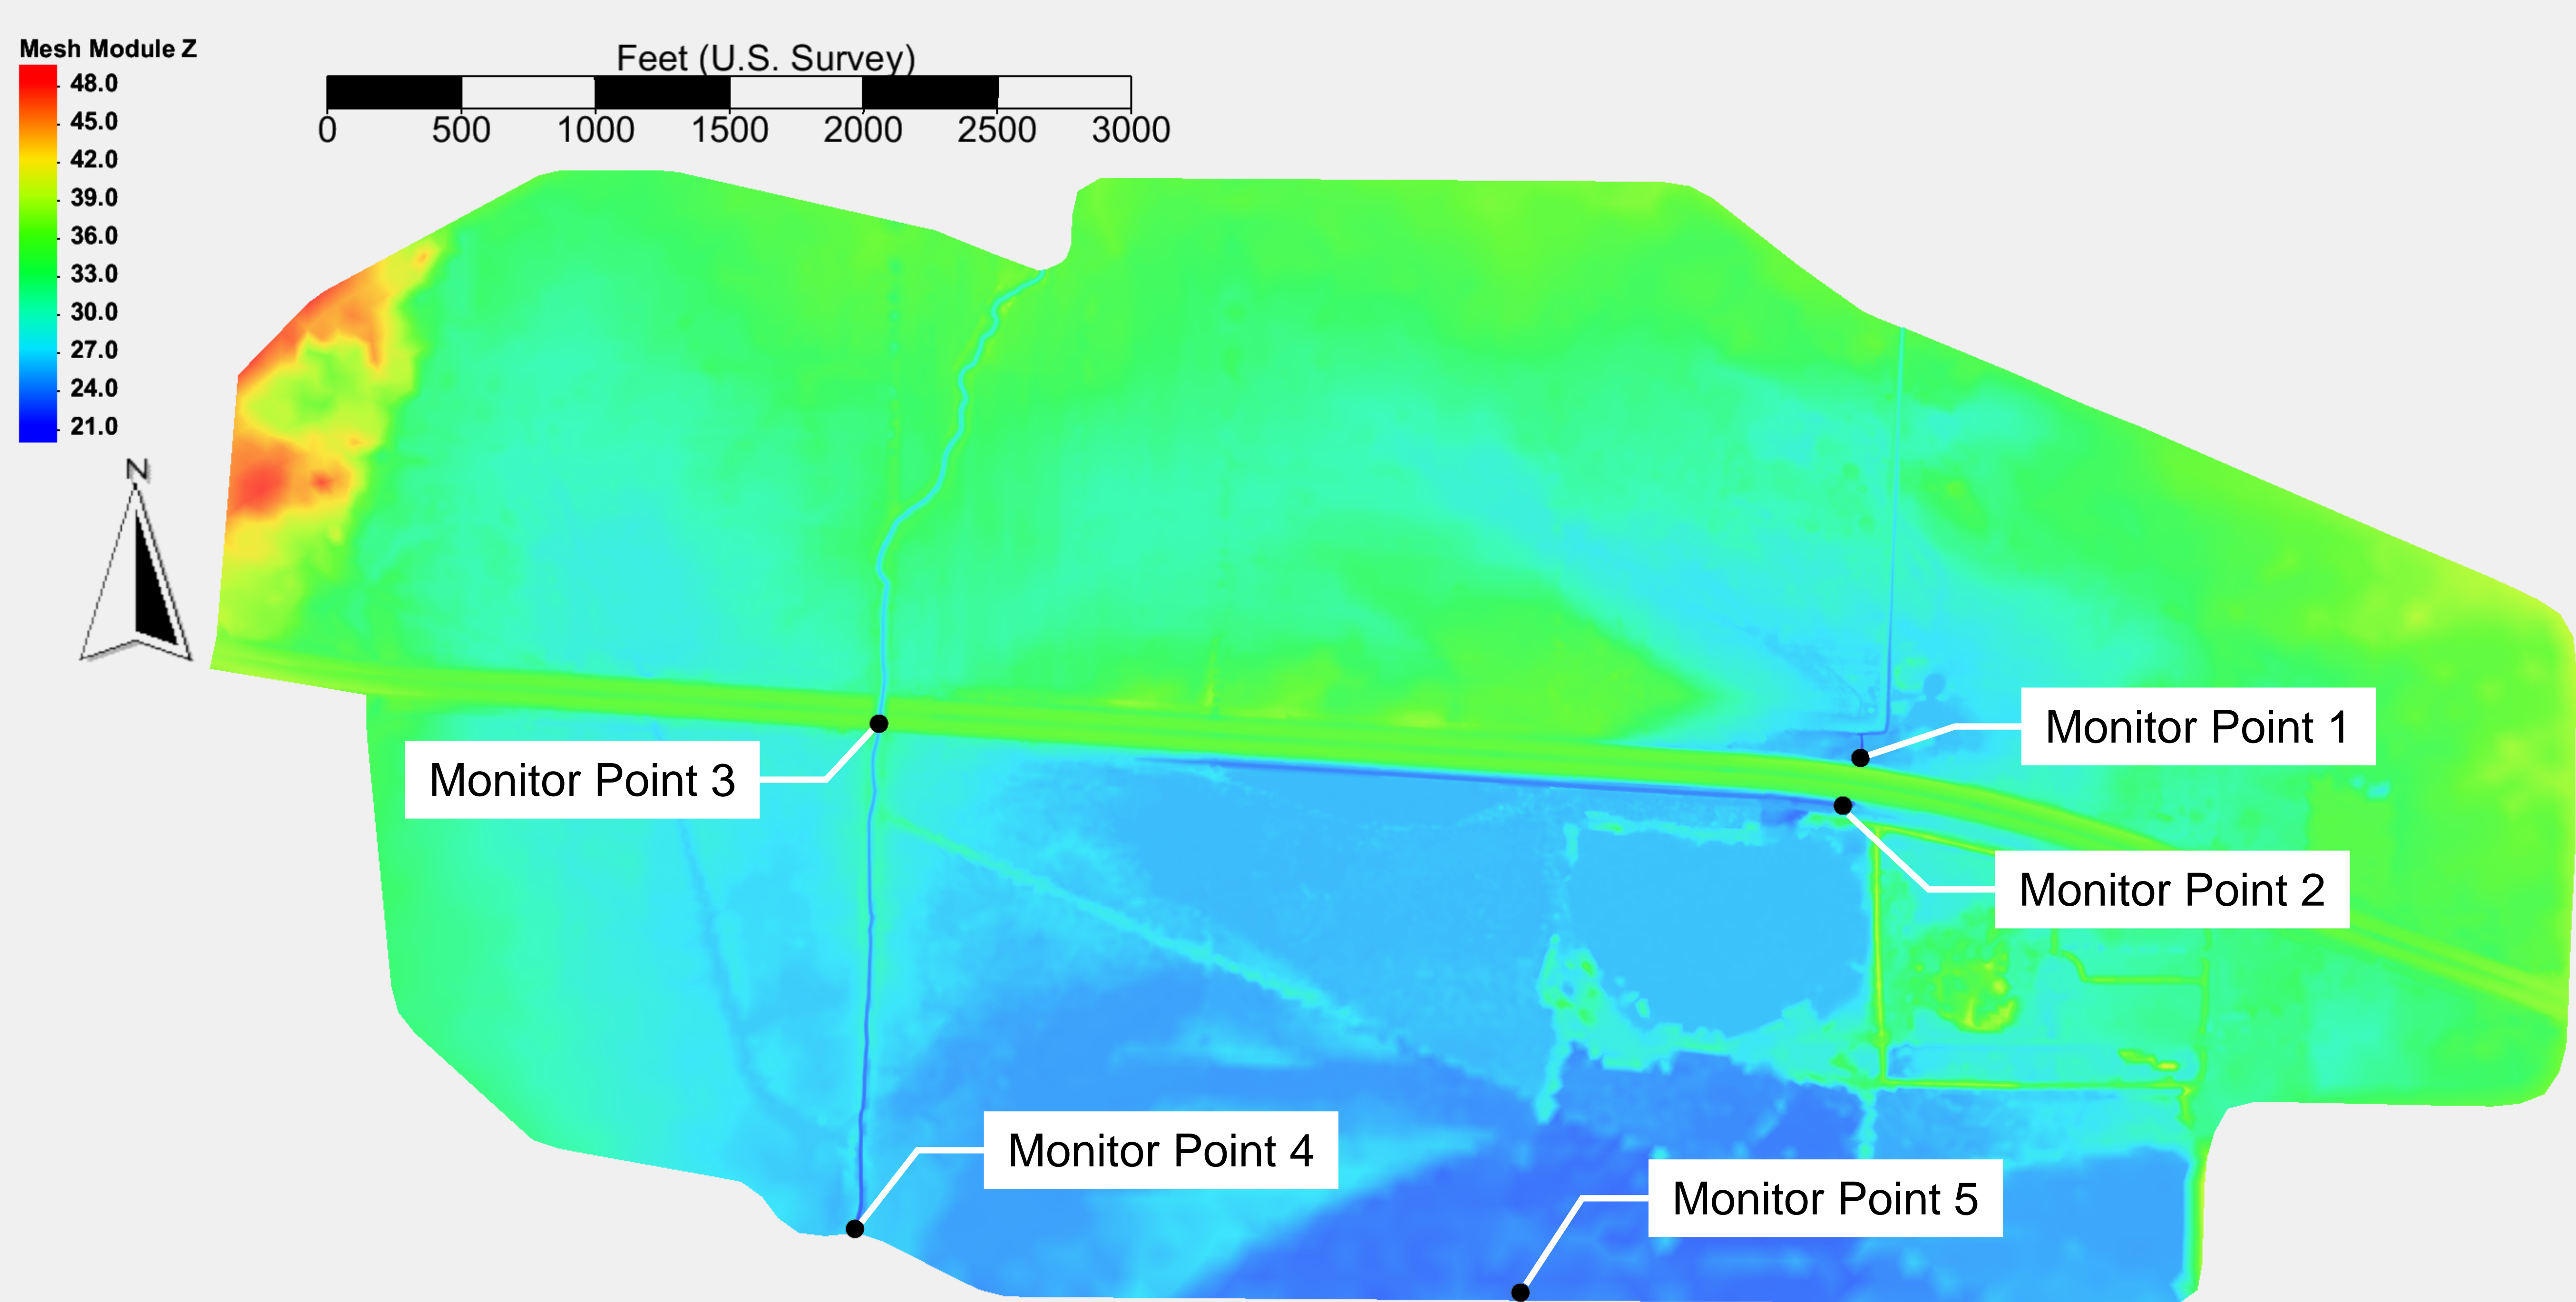 Mesh Module Z
48.0
45.0
42.0
39.0
36.0
33.0
30.0
27.0
24.0
21.0
Feet (U.S. Survey)
0 500 1000 1500 2000 2500 3000
N
Monitor Point 1
Monitor Point 3
Monitor Point 2
Monitor Point 4
Monitor Point 5